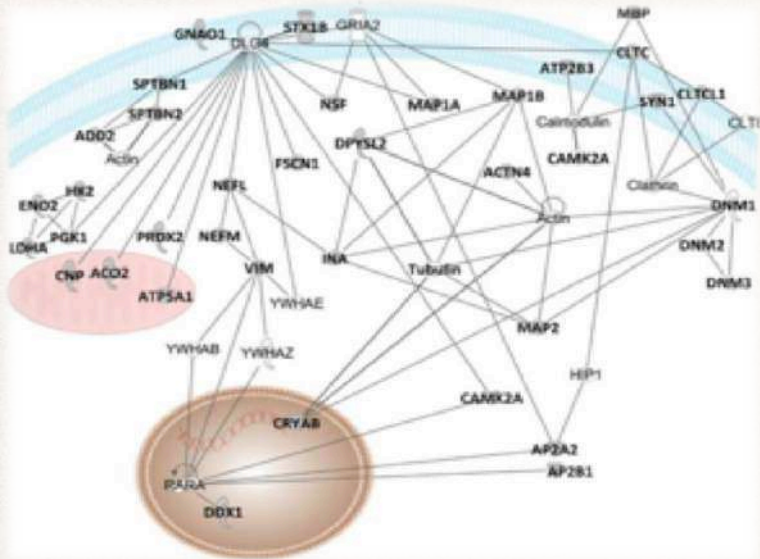 MBP
GNAO1
STX1B
GRIA2
DLG4
CLTC
ATP2B3
SPTBN1
CLTCL1
NSF
MAP1A
MAP1B
SYN1
SPTBN2
Calmodulin
ADD2
DPYSL2
Actin
FSCN1
CAMK2A
ACTN4
NEFL
Clathrin
HK2
ENO2
DNM1
Actin
PGK1
PRDX2
NEFM
LDHA
INA
DNM2
VIM
Tubulin
CNP
ACO2
DNM3
ATP5A1
YWHAE
MAP2
YWHAB
YWHAZ
HIP1
CAMK2A
CRYAB
AP2A2
AP2B1
RARA
DDX1